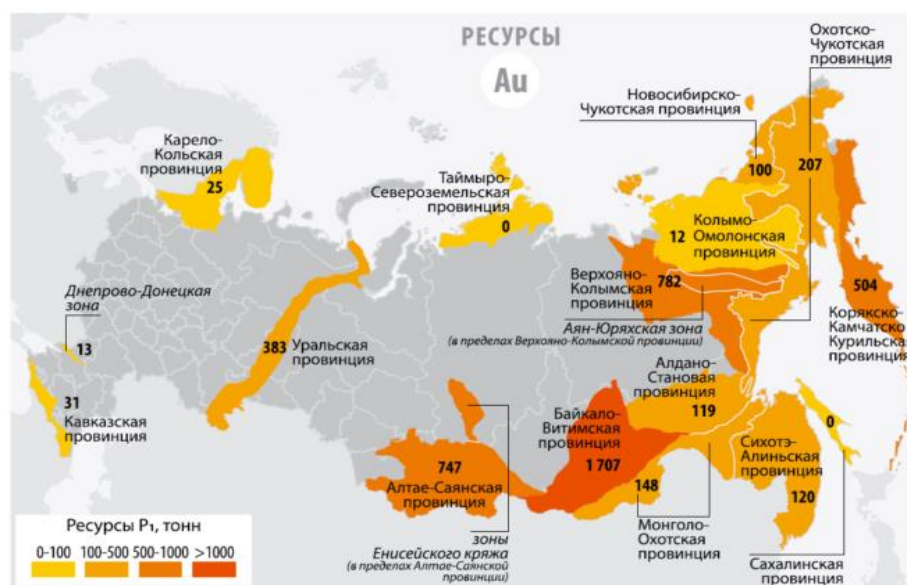 РЕСУРСЫ
Au
Охотско-
Чукотская
провинция
Новосибирско-
Чукотская провинция
100
207
Карело-
Кольская
провинция
25
Таймыро-
Североземельская
провинция
0
12
Колымо-
Омолонская
провинция
Верхояно-
Колымская
провинция
782
504
Корякско-
Камчатско-
Курильская
провинция
Аян-Юряхская зона
(в пределах Верхояно-Колымской провинции)
Днепрово-Донецкая
зона
13
383
Уральская
провинция
31
Кавказская
провинция
Алдано-
Становая
провинция
119
Байкало-
Витимская
провинция
1 707
0
Сихотэ-
Алиньская
провинция
120
747
Алтае-Саянская
провинция
148
Монголо-
Охотская
провинция
зоны
Енисейского кряжа
(в пределах Алтае-Саянской
провинции)
Сахалинская
провинция
Ресурсы P₁, тонн
0-100 100-500 500-1000 >1000